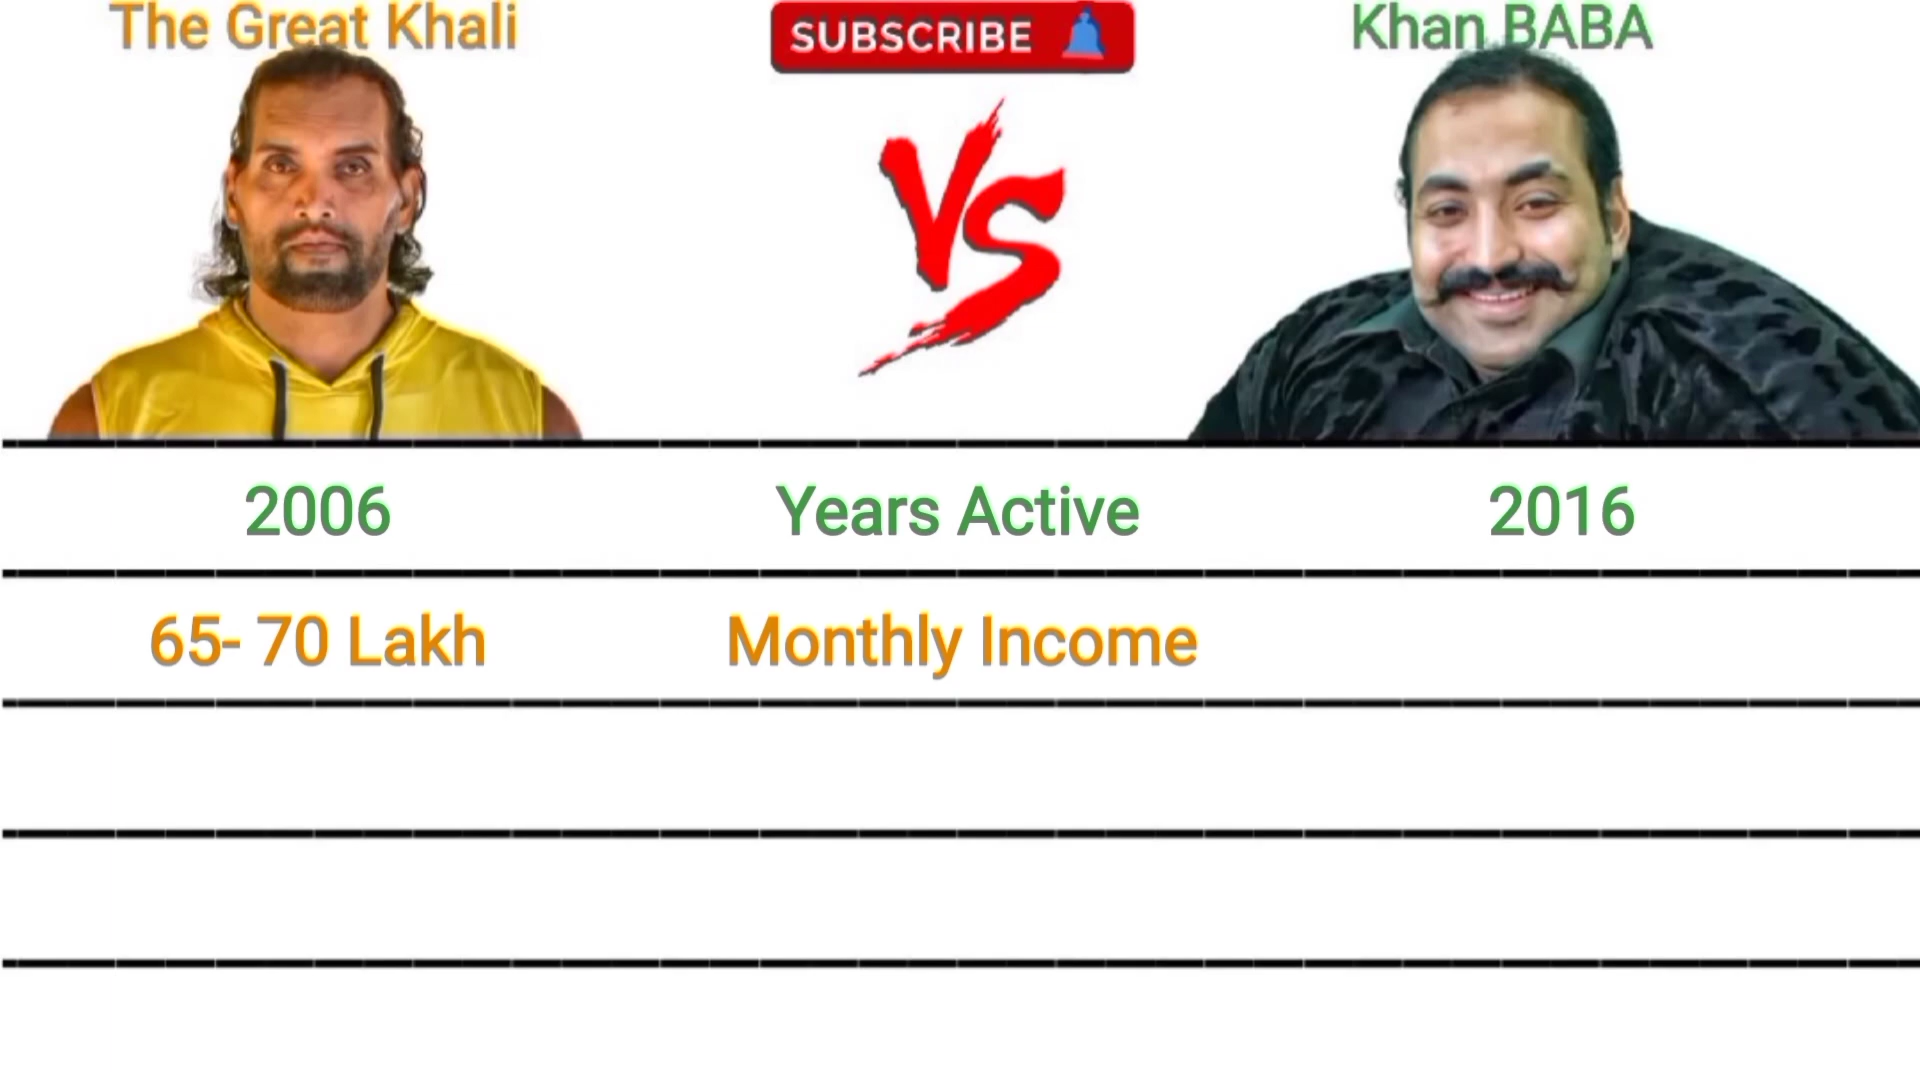 The Great Khali
SUBSCRIBE
Khan BABA
VS
2006
Years Active
2016
65- 70 Lakh
Monthly Income